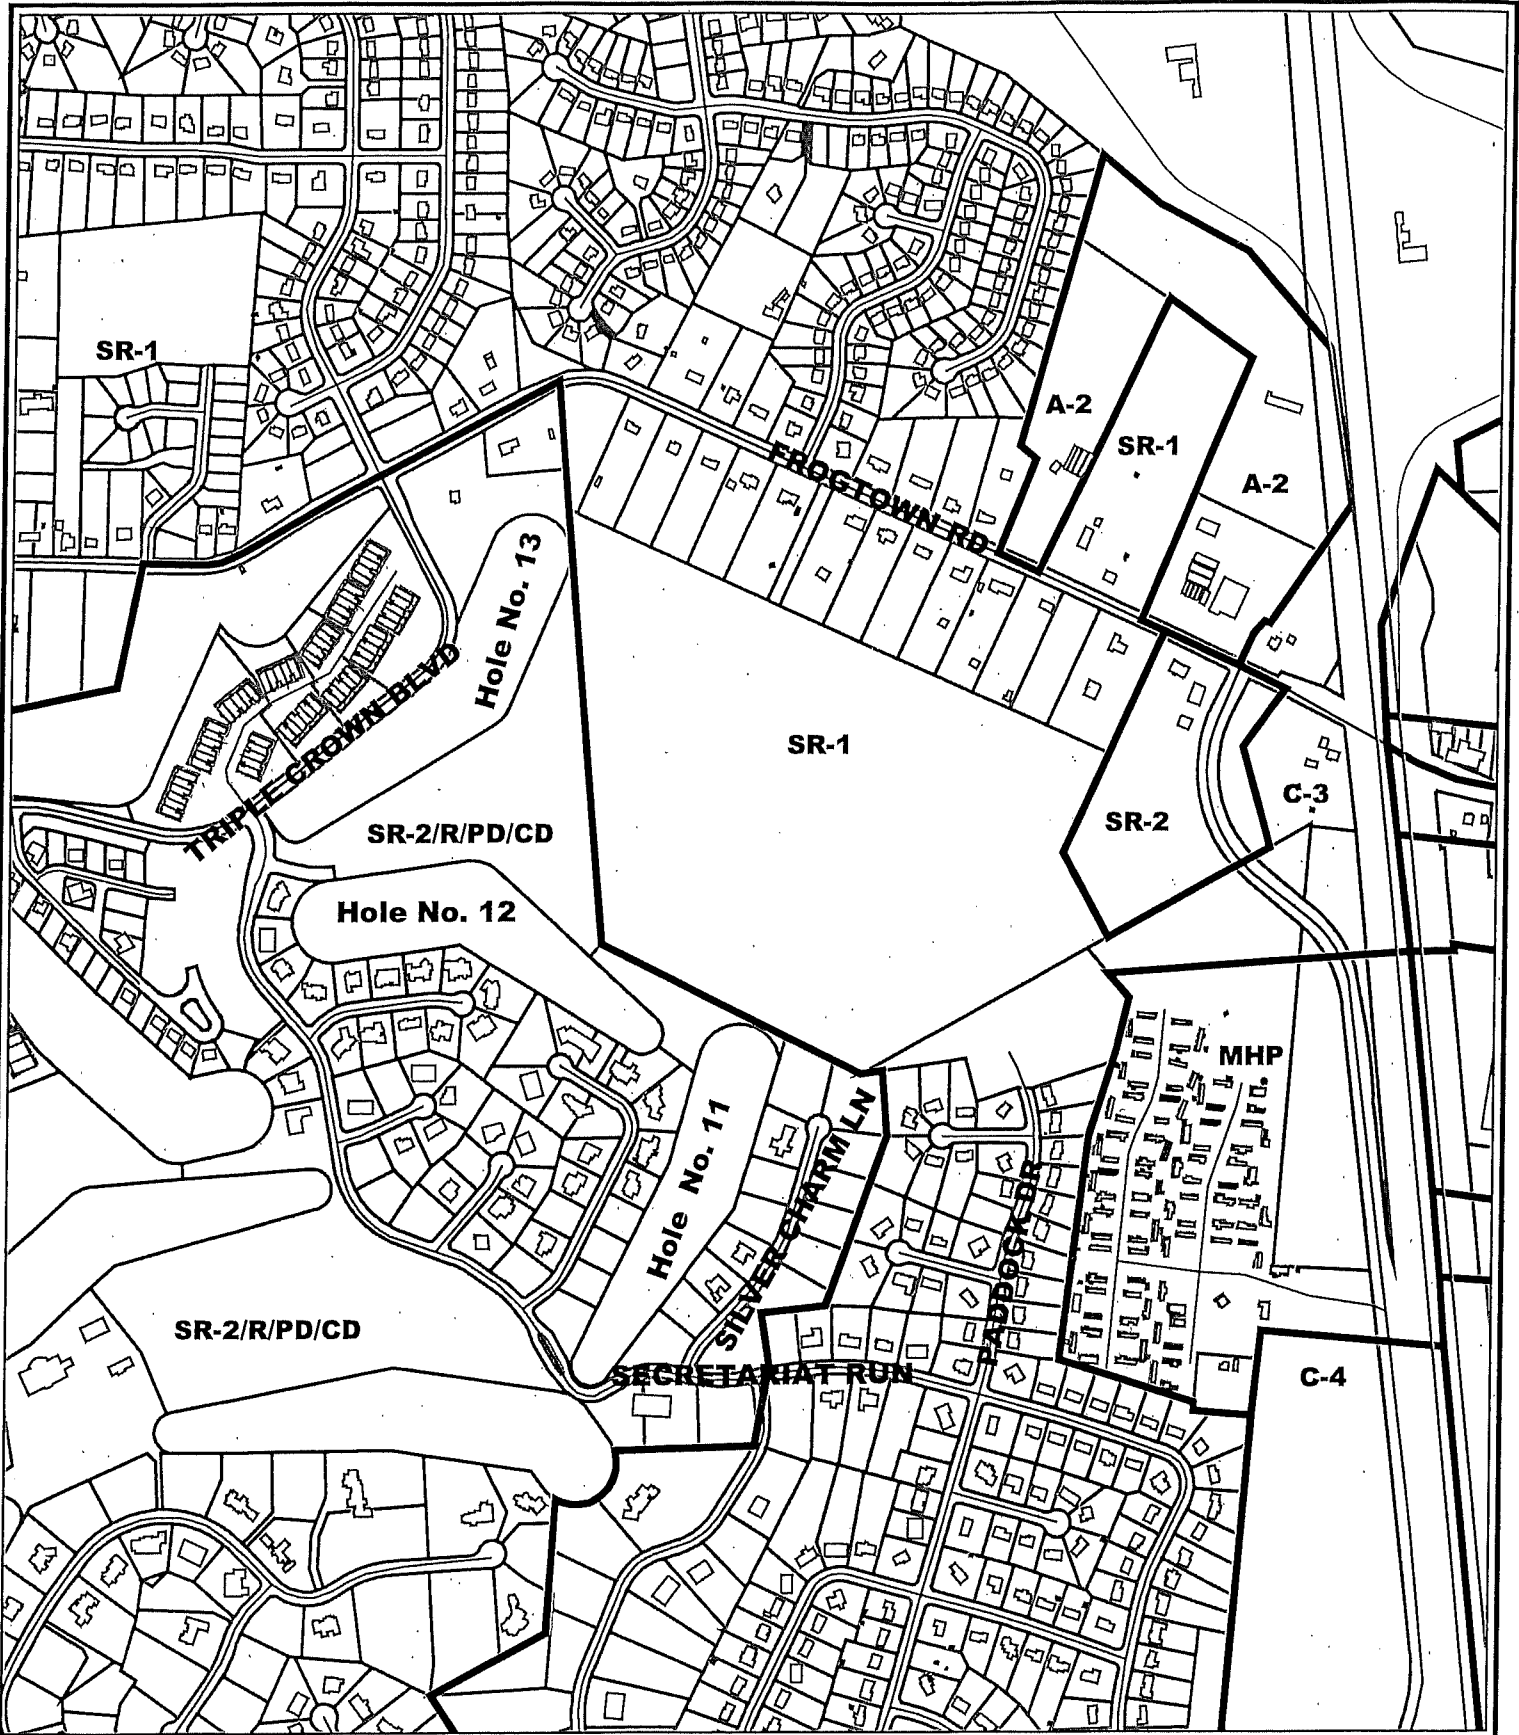 SR-1
A-2
SR-1
A-2
FROGTOWN RD
Hole No. 13
TRIPLE CROWN BLVD
SR-1
C-3
SR-2
SR-2/R/PD/CD
Hole No. 12
MHP
Hole No. 11
SILVER CHARM LN
PADDOCK DR
SR-2/R/PD/CD
SECRETARIAT RUN
C-4